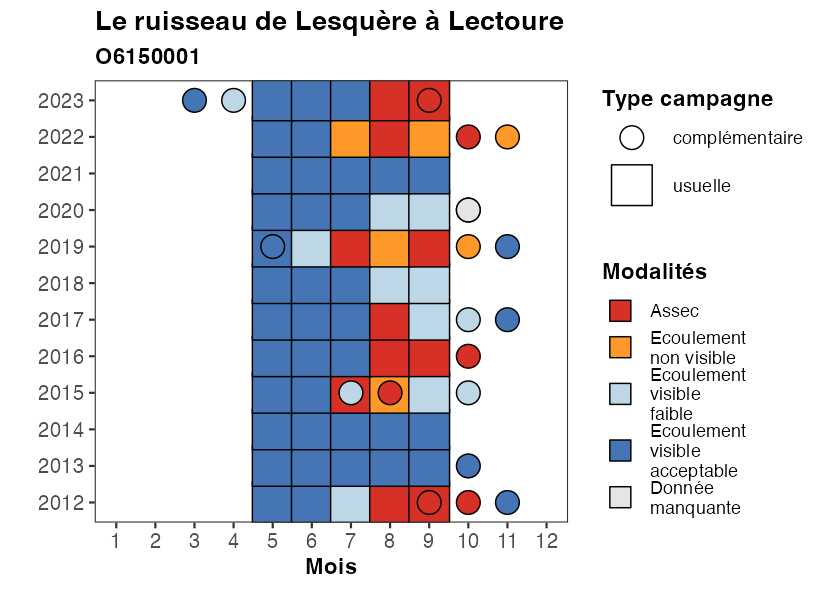 Le ruisseau de Lesquère à Lectoure
O6150001
2023
2022
2021
2020
2019
2018
2017
2016
2015
2014
2013
2012
1 2 3 4 5 6 7 8 9 10 11 12
Mois
Type campagne
complémentaire
usuelle
Modalités
Assec
Ecoulement
non visible
Ecoulement
visible
faible
Ecoulement
visible
acceptable
Donnée
manquante